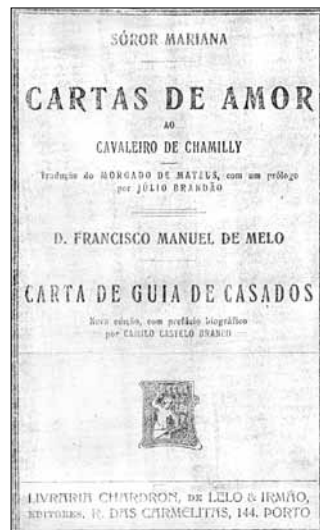 SÓROR MARIANA
CARTAS DE AMOR
AO
CAVALEIRO DE CHAMILLY
Tradução do MORGADO DE MATEUS, com um prólogo
por JÚLIO BRANDÃO
D. FRANCISCO MANUEL DE MELO
CARTA DE GUIA DE CASADOS
Nova edição, com prefácio biográfico
por CAMILO CASTELO BRANCO
LIVRARIA CHARDRON, DE LELO & IRMÃO,
EDITORES, R. DAS CARMELITAS, 144. PORTO